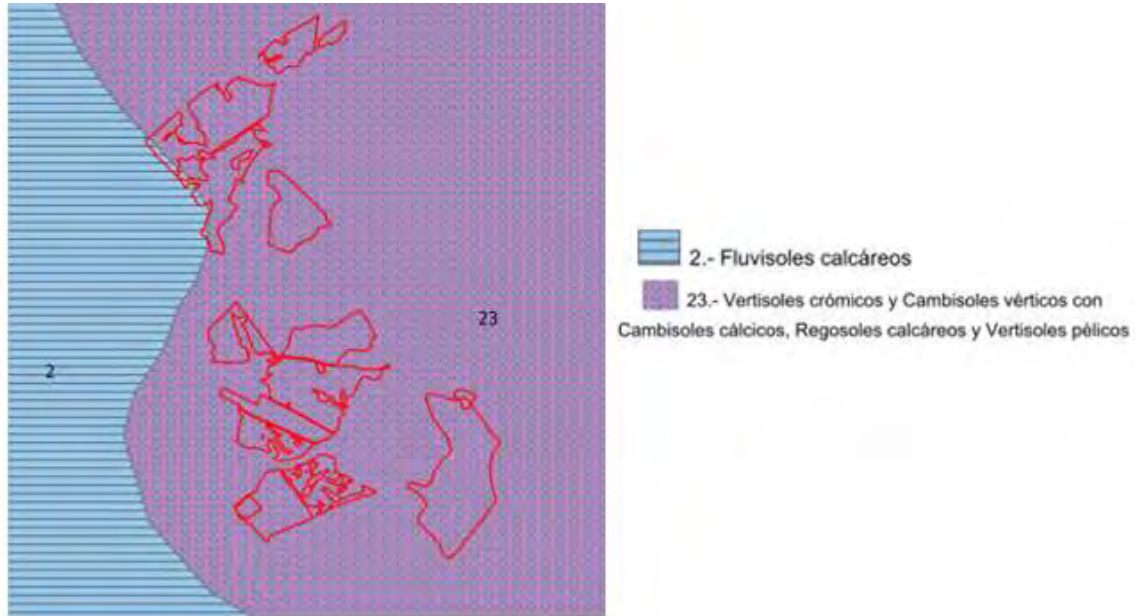 2
23
2.- Fluvisoles calcáreos
23.- Vertisoles crómicos y Cambisoles vérticos con
Cambisoles cálcicos, Regosoles calcáreos y Vertisoles pélicos